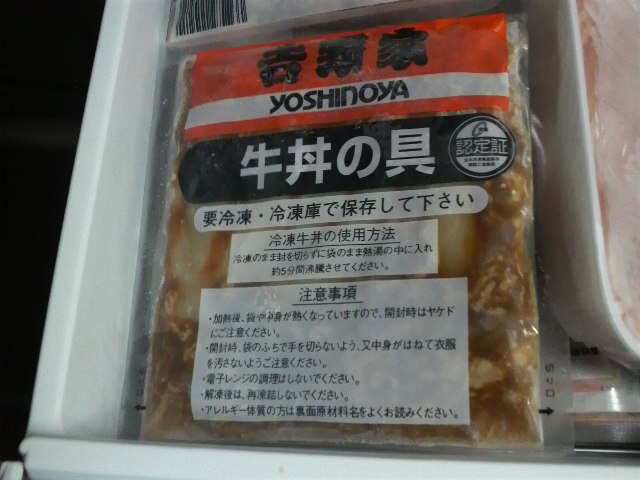 吉野家
YOSHINOYA
牛丼の具
認定証
要冷凍・冷凍庫で保存して下さい
冷凍牛丼の使用方法
冷凍のまま封を切らずに袋のまま熱湯の中に入れ
約5分間沸騰させてください。
注意事項
・加熱後、袋や中身が熱くなっていますので、開封時はヤケド
にご注意ください。
・開封時、袋のふちで手を切らないよう、又中身がはねて衣服
を汚さないようご注意ください。
・電子レンジの調理はしないでください。
・解凍後は、再凍結しないでください。
・アレルギー体質の方は裏面原材料名をよくお読みください。